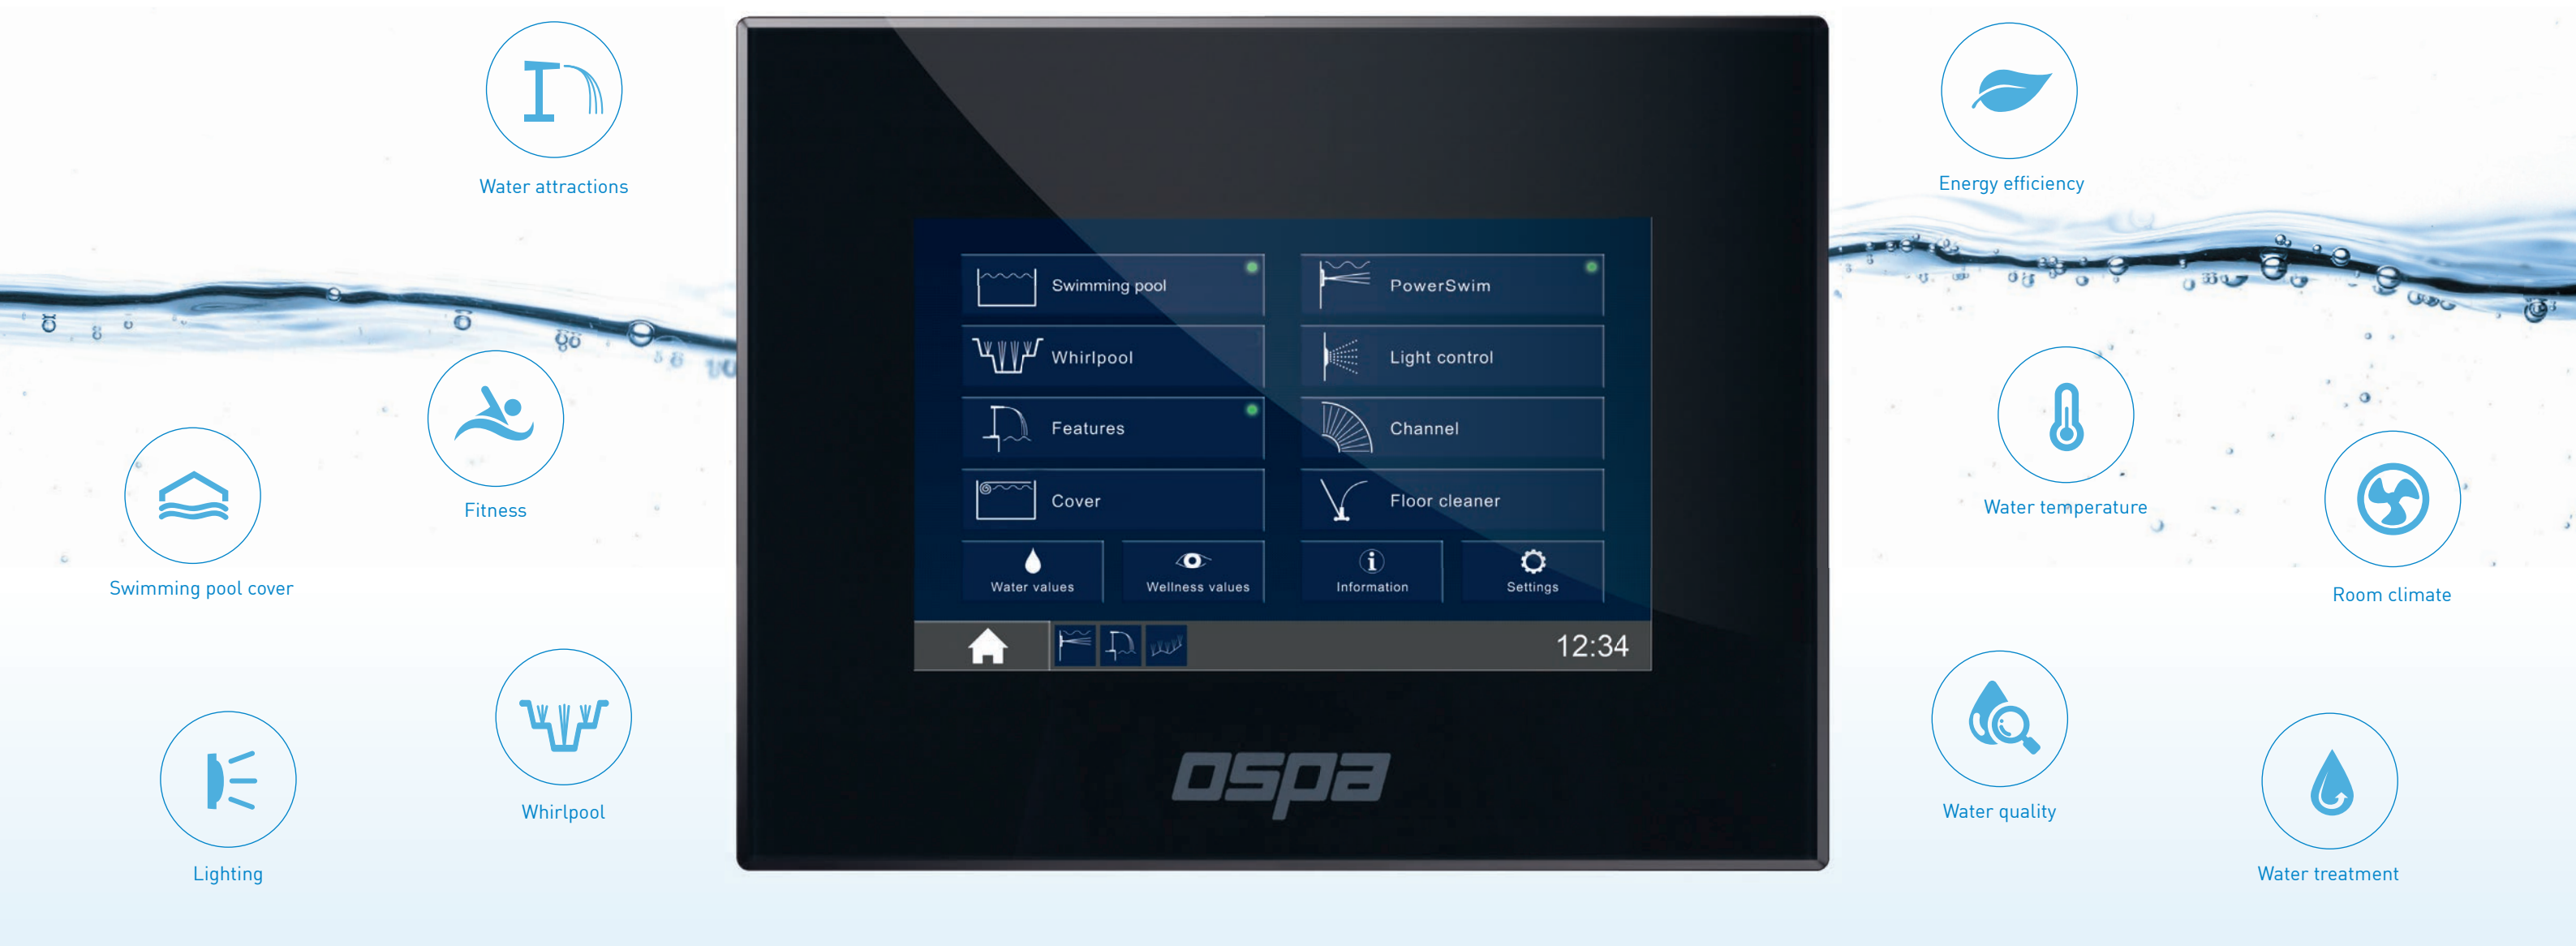 Water attractions
Fitness
Swimming pool cover
Whirlpool
Lighting
Swimming pool
PowerSwim
Whirlpool
Light control
Features
Channel
Cover
Floor cleaner
Water values
Wellness values
Information
Settings
12:34
ospa
Energy efficiency
Water temperature
Room climate
Water quality
Water treatment